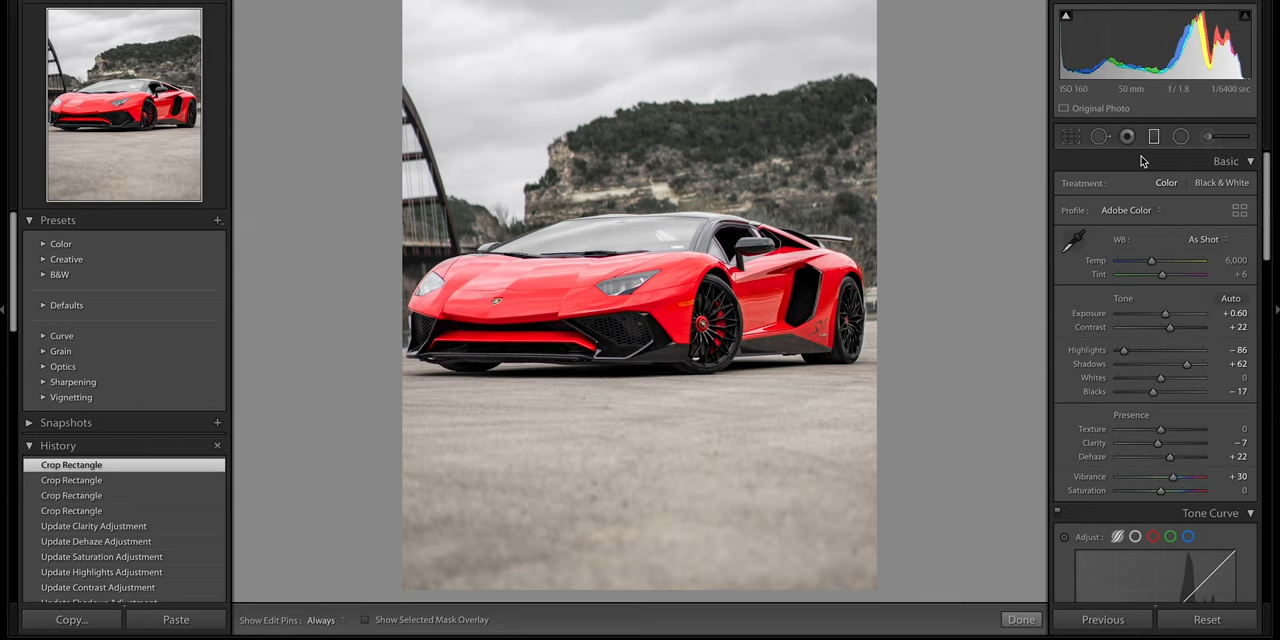 Presets
Color
Creative
B&W
Defaults
Curve
Grain
Optics
Sharpening
Vignetting
Snapshots
History
Crop Rectangle
Crop Rectangle
Crop Rectangle
Crop Rectangle
Update Clarity Adjustment
Update Dehaze Adjustment
Update Saturation Adjustment
Update Highlights Adjustment
Update Contrast Adjustment
Update Shadows Adjustment
Copy... Paste
Show Edit Pins : Always Show Selected Mask Overlay Done
ISO 160 50 mm f / 1.8 1/6400 sec
Original Photo
Basic
Treatment : Color Black & White
Profile : Adobe Color
WB : As Shot
Temp 6,000
Tint + 6
Tone Auto
Exposure + 0.60
Contrast + 22
Highlights – 86
Shadows + 62
Whites 0
Blacks – 17
Presence
Texture 0
Clarity – 7
Dehaze + 22
Vibrance + 30
Saturation 0
Tone Curve
Adjust :
Previous Reset